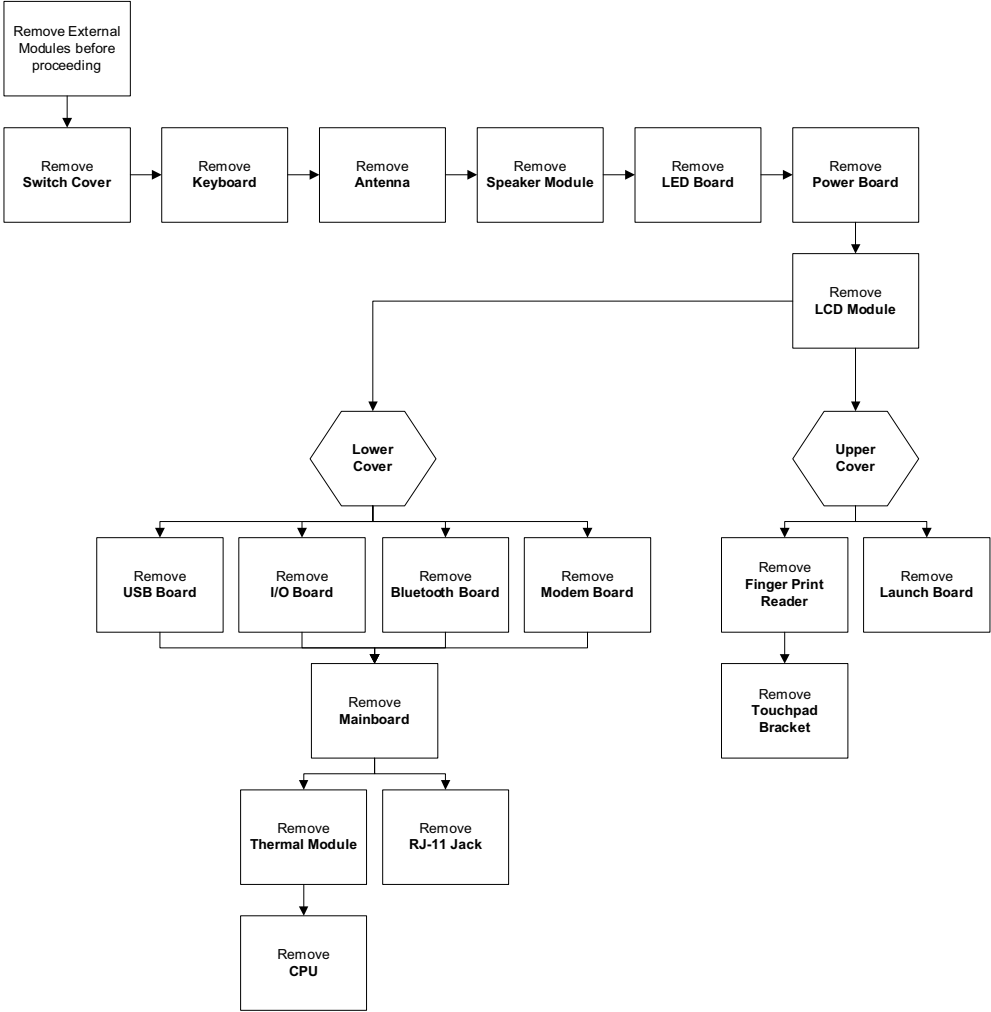 Remove External
Modules before
proceeding
Remove
Switch Cover
Remove
Keyboard
Remove
Antenna
Remove
Speaker Module
Remove
LED Board
Remove
Power Board
Remove
LCD Module
Lower
Cover
Upper
Cover
Remove
USB Board
Remove
I/O Board
Remove
Bluetooth Board
Remove
Modem Board
Remove
Finger Print
Reader
Remove
Launch Board
Remove
Mainboard
Remove
Touchpad
Bracket
Remove
Thermal Module
Remove
RJ-11 Jack
Remove
CPU